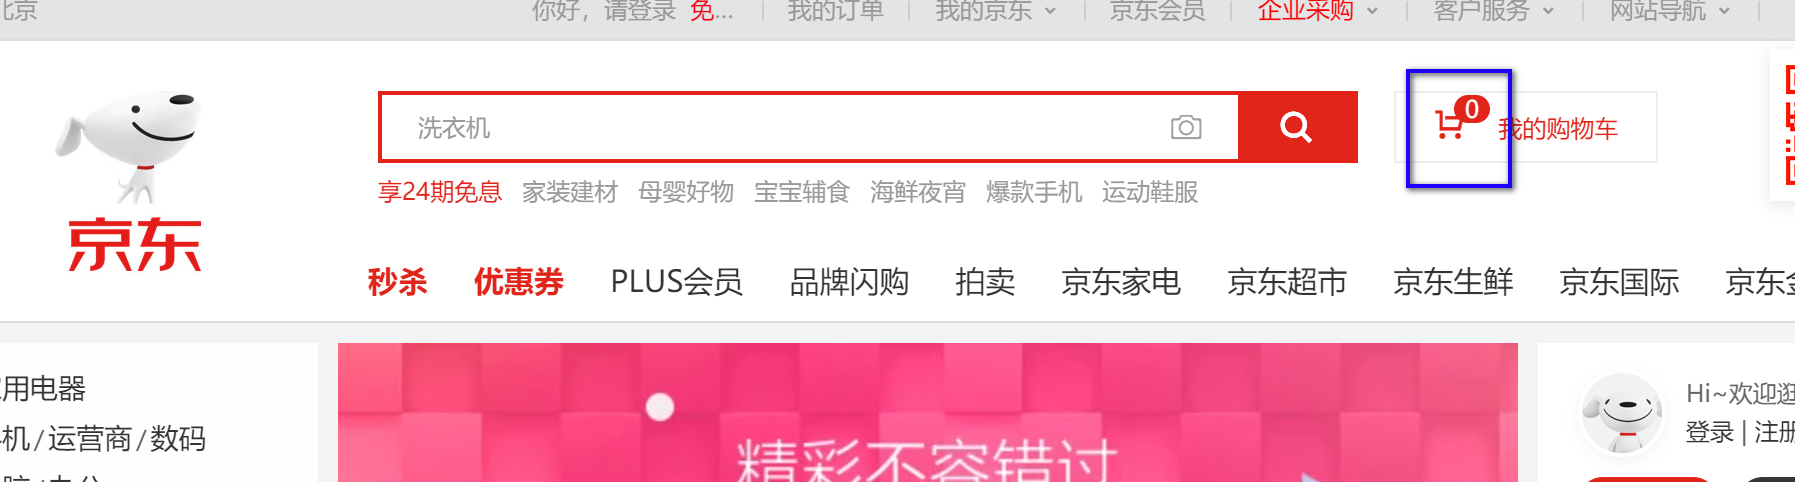 北京
你好，请登录 免... 我的订单 我的京东 京东会员 企业采购 客户服务 网站导航
洗衣机
0 我的购物车
享24期免息 家装建材 母婴好物 宝宝辅食 海鲜夜宵 爆款手机 运动鞋服
京东
秒杀 优惠券 PLUS会员 品牌闪购 拍卖 京东家电 京东超市 京东生鲜 京东国际 京东
用电器
机/运营商/数码
精彩不容错过
Hi~欢迎逛
登录 | 注册